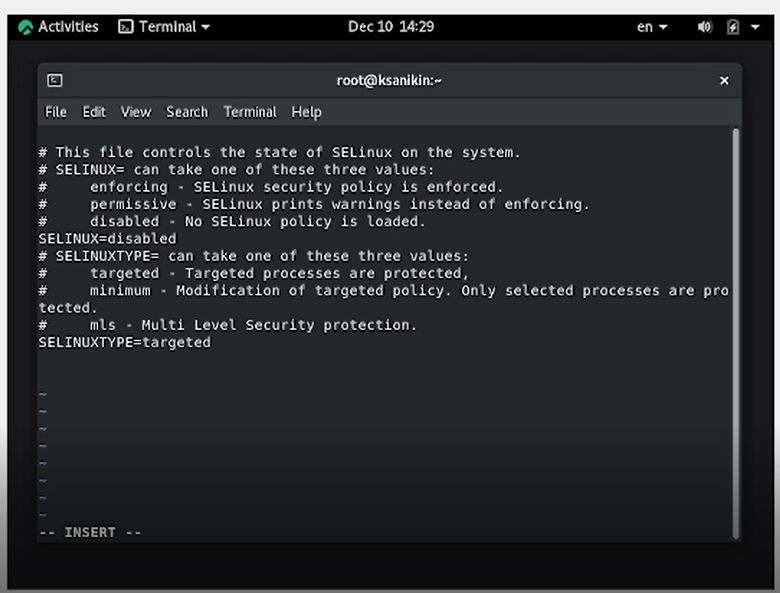 Activities Terminal Dec 10 14:29 en
root@ksanikin:~
File Edit View Search Terminal Help
# This file controls the state of SELinux on the system.
# SELINUX= can take one of these three values:
#     enforcing - SELinux security policy is enforced.
#     permissive - SELinux prints warnings instead of enforcing.
#     disabled - No SELinux policy is loaded.
SELINUX=disabled
# SELINUXTYPE= can take one of these three values:
#     targeted - Targeted processes are protected,
#     minimum - Modification of targeted policy. Only selected processes are pro
tected.
#     mls - Multi Level Security protection.
SELINUXTYPE=targeted
~
~
~
~
~
~
~
~
-- INSERT --